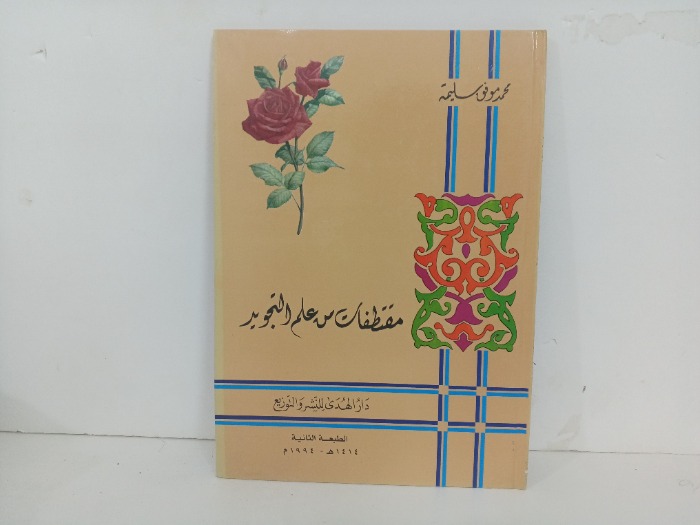 محمد موفق سليمة
مقتطفات من علم التجويد
دار الهدى للنشر والتوزيع
الطبعة الثانية
١٤١٤هـ - ١٩٩٤م